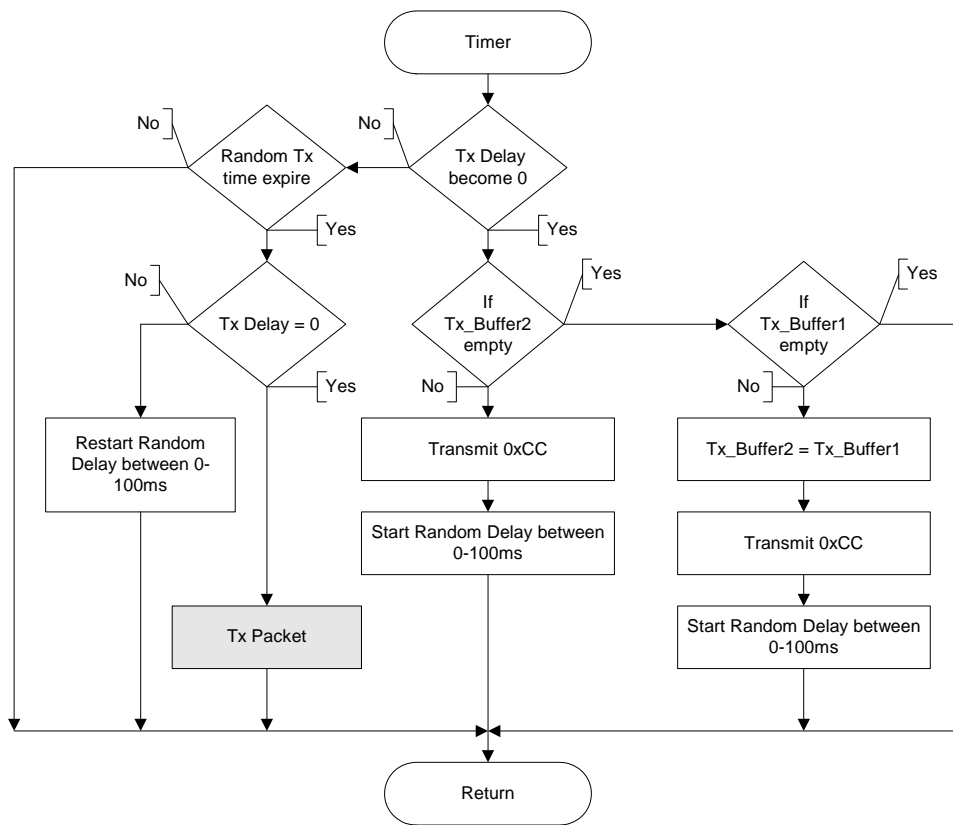 Timer
No
No
Random Tx
time expire
Tx Delay
become 0
Yes
Yes
No
Yes
Yes
Tx Delay = 0
If
Tx_Buffer2
empty
If
Tx_Buffer1
empty
Yes
No
No
Restart Random
Delay between 0-
100ms
Transmit 0xCC
Tx_Buffer2 = Tx_Buffer1
Start Random Delay between
0-100ms
Transmit 0xCC
Tx Packet
Start Random Delay between
0-100ms
Return